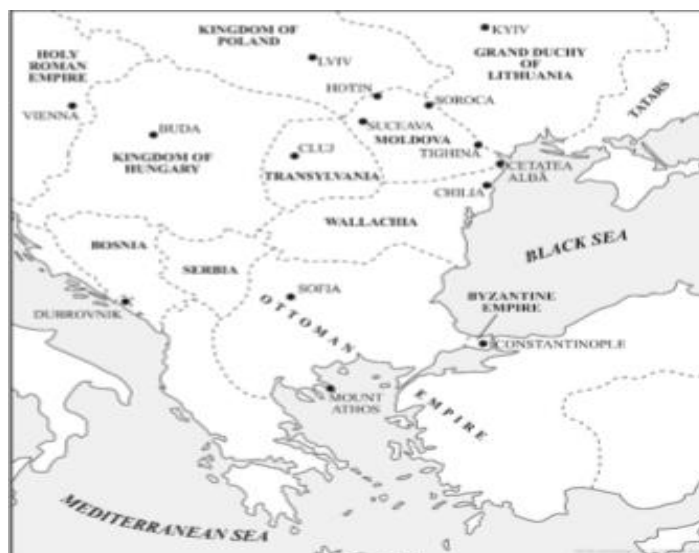 KINGDOM OF
POLAND
KYIV
HOLY
ROMAN
EMPIRE
LVIV
GRAND DUCHY
OF
LITHUANIA
HOTIN
SOROCA
TATARS
VIENNA
BUDA
SUCEAVA
MOLDOVA
CLUJ
TIGHINA
KINGDOM OF
HUNGARY
TRANSYLVANIA
CETATEA
ALBĂ
CHILIA
WALLACHIA
BOSNIA
BLACK SEA
SERBIA
SOFIA
DUBROVNIK
OTTOMAN
EMPIRE
BYZANTINE
EMPIRE
CONSTANTINOPLE
MOUNT
ATHOS
MEDITERRANEAN SEA